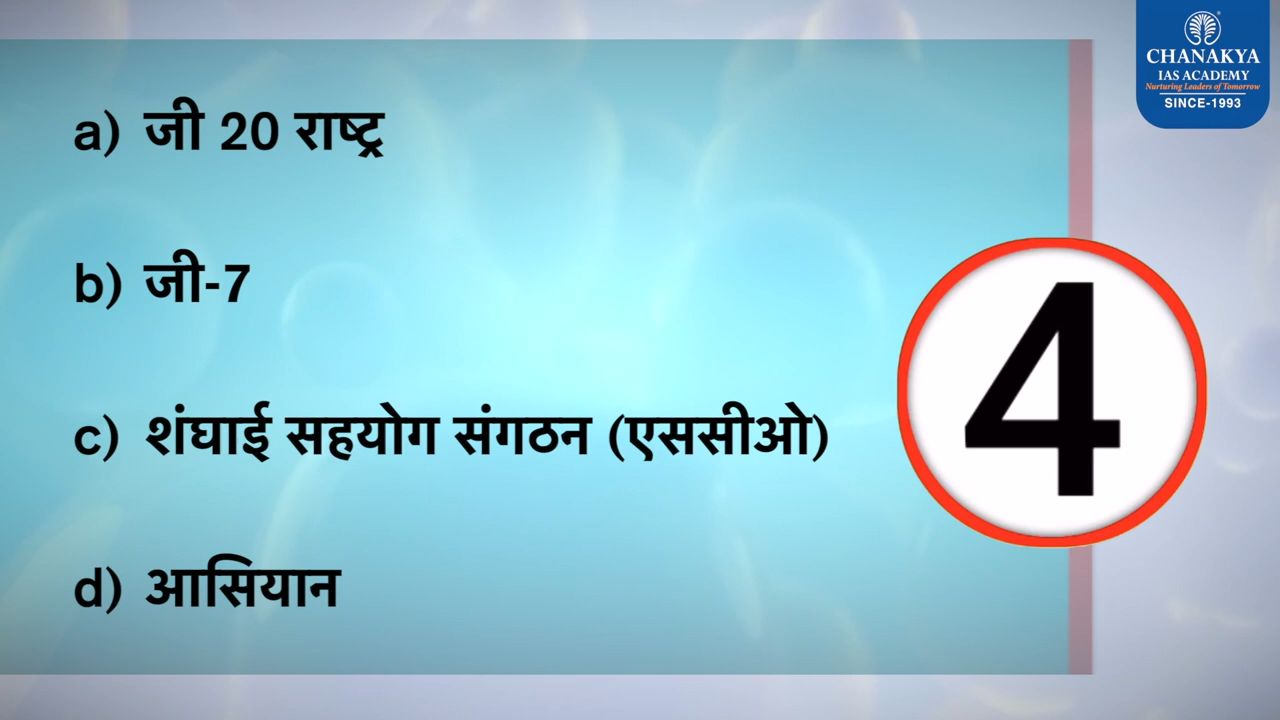 CHANAKYA
IAS ACADEMY
Nurturing Leaders of Tomorrow
SINCE-1993
a) जी 20 राष्ट्र
b) जी-7
c) शंघाई सहयोग संगठन (एससीओ)
d) आसियान
4